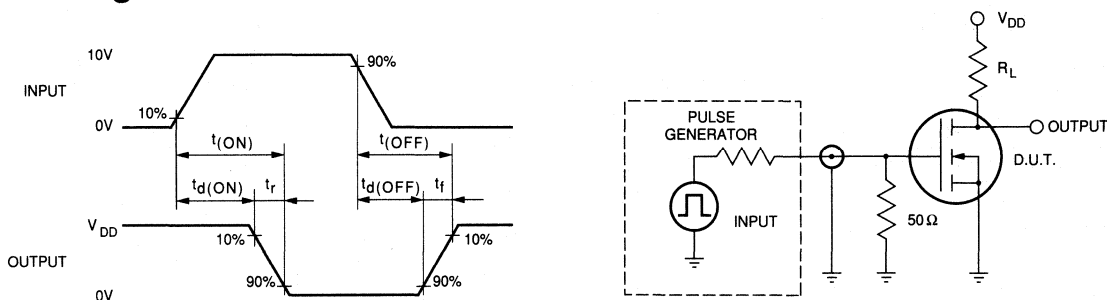 10V
90%
INPUT
10%
0V
t(ON)
t(OFF)
td(ON)
tr
td(OFF)
tf
VDD
10%
10%
OUTPUT
90%
90%
0V
VDD
RL
PULSE
GENERATOR
OUTPUT
D.U.T.
INPUT
50Ω